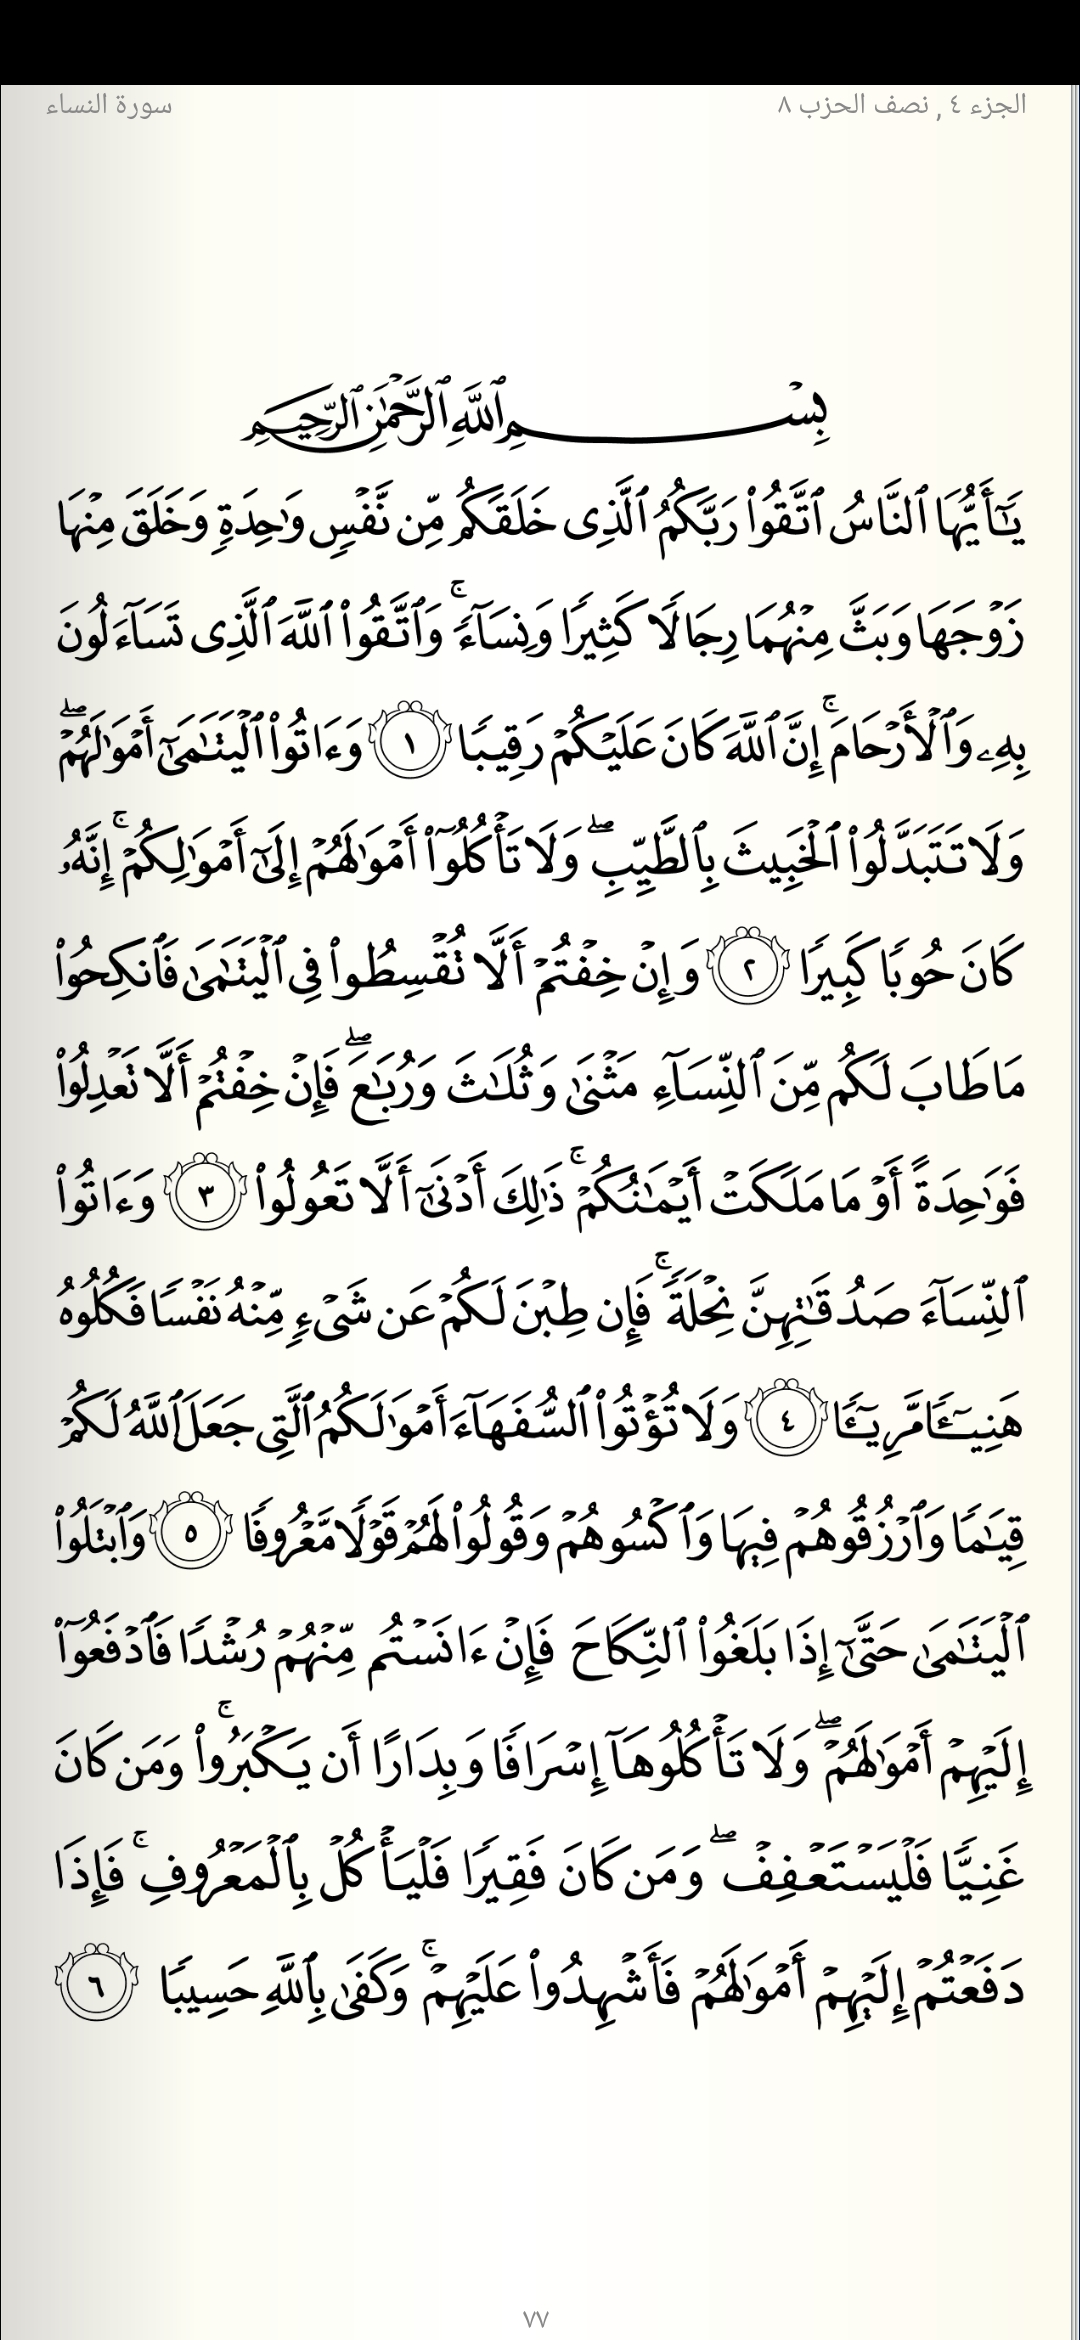 الجزء ٤ , نصف الحزب ٨
سورة النساء
بِسْمِ ٱللَّهِ ٱلرَّحْمَٰنِ ٱلرَّحِيمِ
يَٰٓأَيُّهَا ٱلنَّاسُ ٱتَّقُوا۟ رَبَّكُمُ ٱلَّذِى خَلَقَكُم مِّن نَّفْسٍ وَٰحِدَةٍ وَخَلَقَ مِنْهَا
زَوْجَهَا وَبَثَّ مِنْهُمَا رِجَالًا كَثِيرًا وَنِسَآءً ۚ وَٱتَّقُوا۟ ٱللَّهَ ٱلَّذِى تَسَآءَلُونَ
بِهِۦ وَٱلْأَرْحَامَ ۚ إِنَّ ٱللَّهَ كَانَ عَلَيْكُمْ رَقِيبًا ١ وَءَاتُوا۟ ٱلْيَتَٰمَىٰٓ أَمْوَٰلَهُمْ ۖ
وَلَا تَتَبَدَّلُوا۟ ٱلْخَبِيثَ بِٱلطَّيِّبِ ۖ وَلَا تَأْكُلُوٓا۟ أَمْوَٰلَهُمْ إِلَىٰٓ أَمْوَٰلِكُمْ ۚ إِنَّهُۥ
كَانَ حُوبًا كَبِيرًا ٢ وَإِنْ خِفْتُمْ أَلَّا تُقْسِطُوا۟ فِى ٱلْيَتَٰمَىٰ فَٱنكِحُوا۟
مَا طَابَ لَكُم مِّنَ ٱلنِّسَآءِ مَثْنَىٰ وَثُلَٰثَ وَرُبَٰعَ ۖ فَإِنْ خِفْتُمْ أَلَّا تَعْدِلُوا۟
فَوَٰحِدَةً أَوْ مَا مَلَكَتْ أَيْمَٰنُكُمْ ۚ ذَٰلِكَ أَدْنَىٰٓ أَلَّا تَعُولُوا۟ ٣ وَءَاتُوا۟
ٱلنِّسَآءَ صَدُقَٰتِهِنَّ نِحْلَةً ۚ فَإِن طِبْنَ لَكُمْ عَن شَىْءٍ مِّنْهُ نَفْسًا فَكُلُوهُ
هَنِيٓـًٔا مَّرِيٓـًٔا ٤ وَلَا تُؤْتُوا۟ ٱلسُّفَهَآءَ أَمْوَٰلَكُمُ ٱلَّتِى جَعَلَ ٱللَّهُ لَكُمْ
قِيَٰمًا وَٱرْزُقُوهُمْ فِيهَا وَٱكْسُوهُمْ وَقُولُوا۟ لَهُمْ قَوْلًا مَّعْرُوفًا ٥ وَٱبْتَلُوا۟
ٱلْيَتَٰمَىٰ حَتَّىٰٓ إِذَا بَلَغُوا۟ ٱلنِّكَاحَ فَإِنْ ءَانَسْتُم مِّنْهُمْ رُشْدًا فَٱدْفَعُوٓا۟
إِلَيْهِمْ أَمْوَٰلَهُمْ ۖ وَلَا تَأْكُلُوهَآ إِسْرَافًا وَبِدَارًا أَن يَكْبَرُوا۟ ۚ وَمَن كَانَ
غَنِيًّا فَلْيَسْتَعْفِفْ ۖ وَمَن كَانَ فَقِيرًا فَلْيَأْكُلْ بِٱلْمَعْرُوفِ ۚ فَإِذَا
دَفَعْتُمْ إِلَيْهِمْ أَمْوَٰلَهُمْ فَأَشْهِدُوا۟ عَلَيْهِمْ ۚ وَكَفَىٰ بِٱللَّهِ حَسِيبًا ٦
٧٧